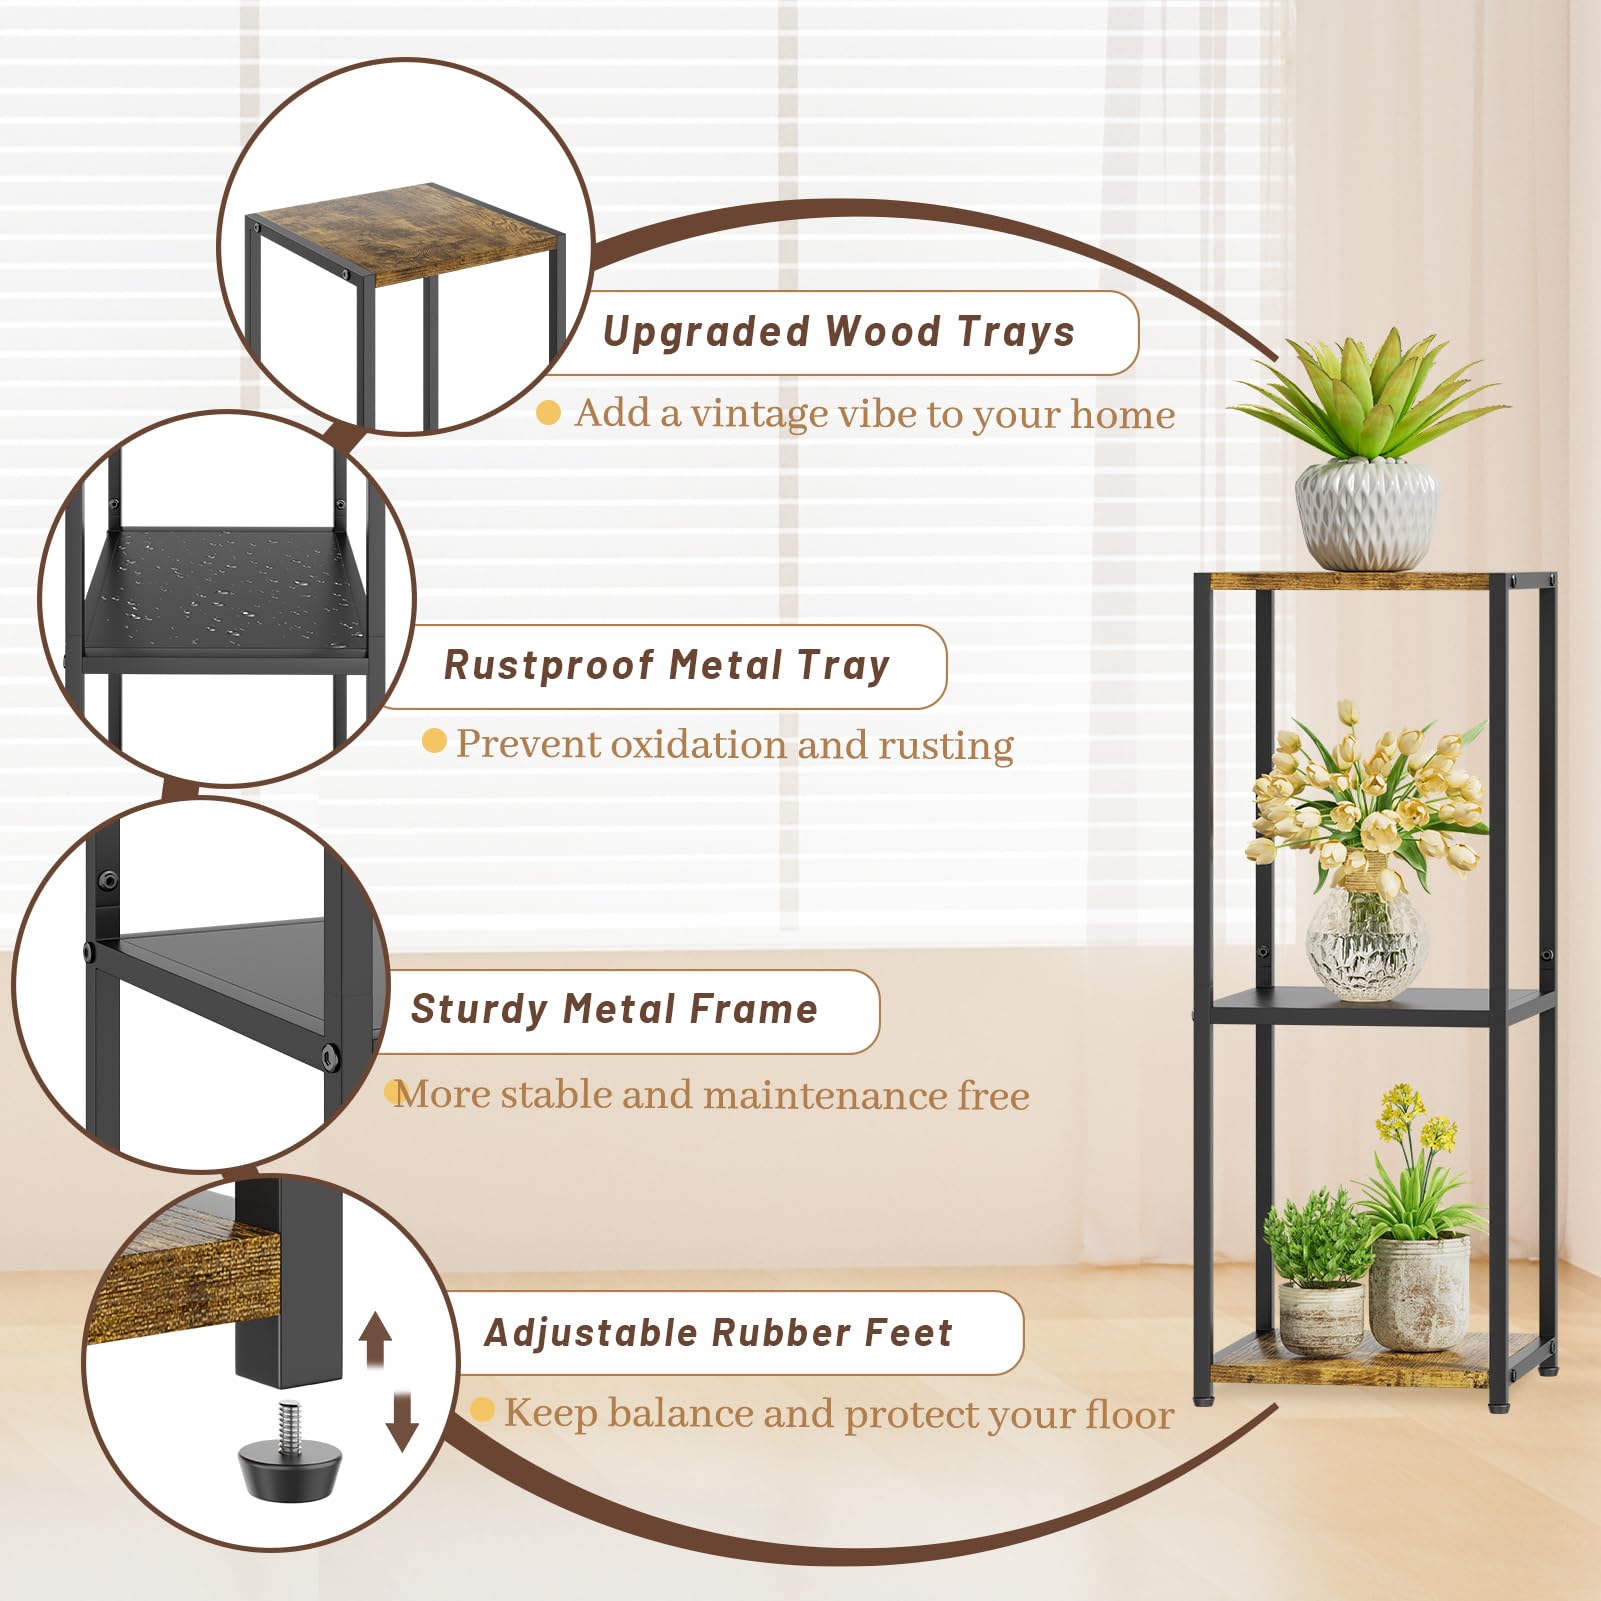 Upgraded Wood Trays
Add a vintage vibe to your home
Rustproof Metal Tray
Prevent oxidation and rusting
Sturdy Metal Frame
More stable and maintenance free
Adjustable Rubber Feet
Keep balance and protect your floor